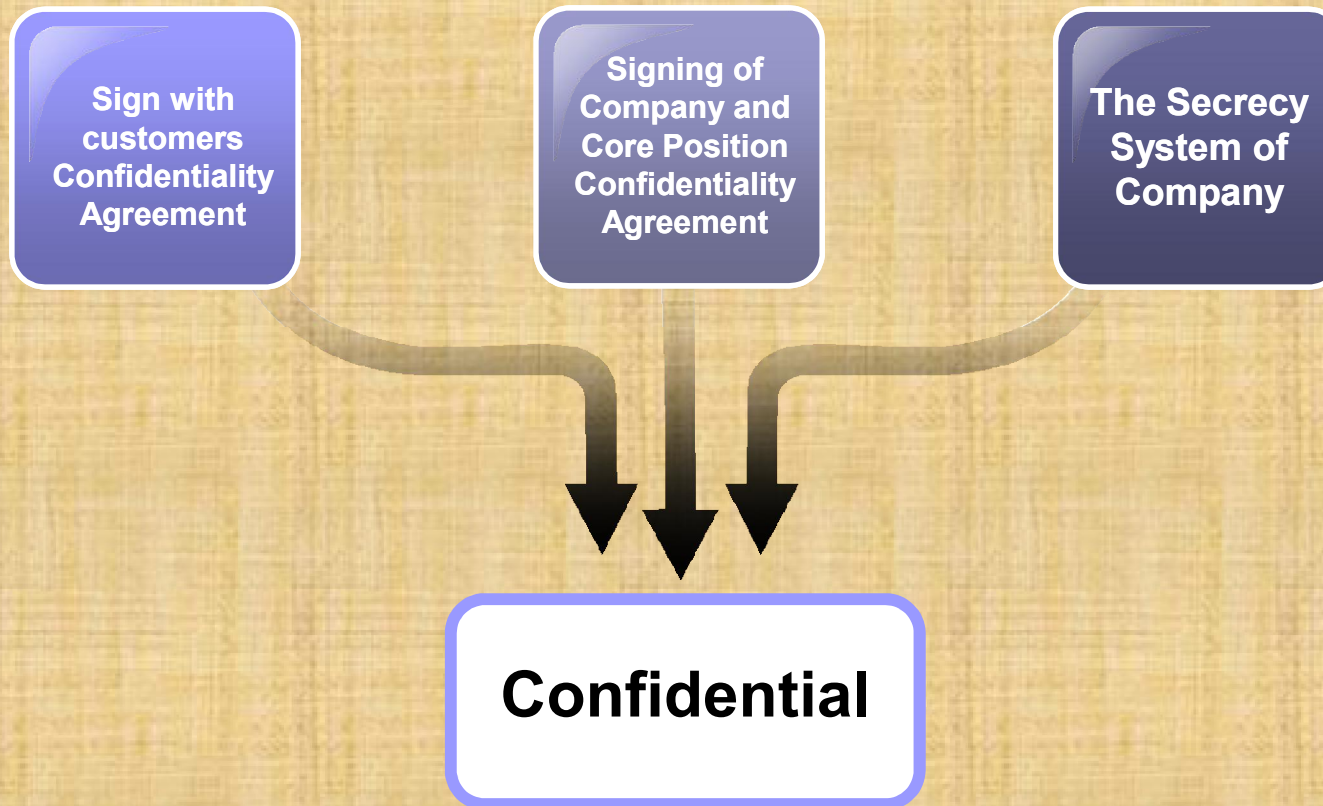 Sign with
customers
Confidentiality
Agreement
Signing of
Company and
Core Position
Confidentiality
Agreement
The Secrecy
System of
Company
Confidential